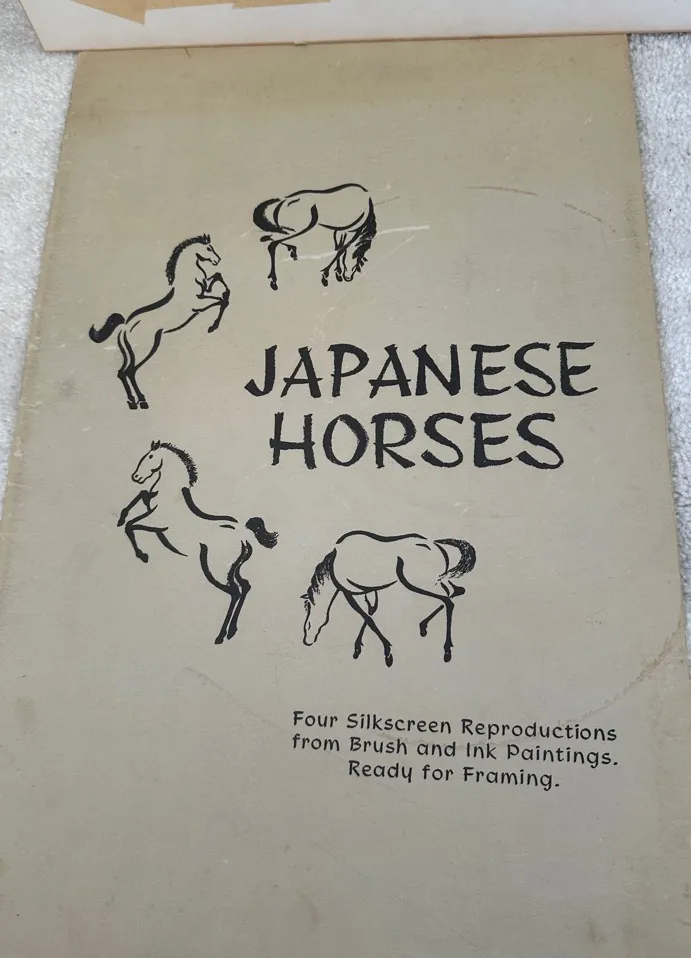 JAPANESE
HORSES
Four Silkscreen Reproductions
from Brush and Ink Paintings.
Ready for Framing.